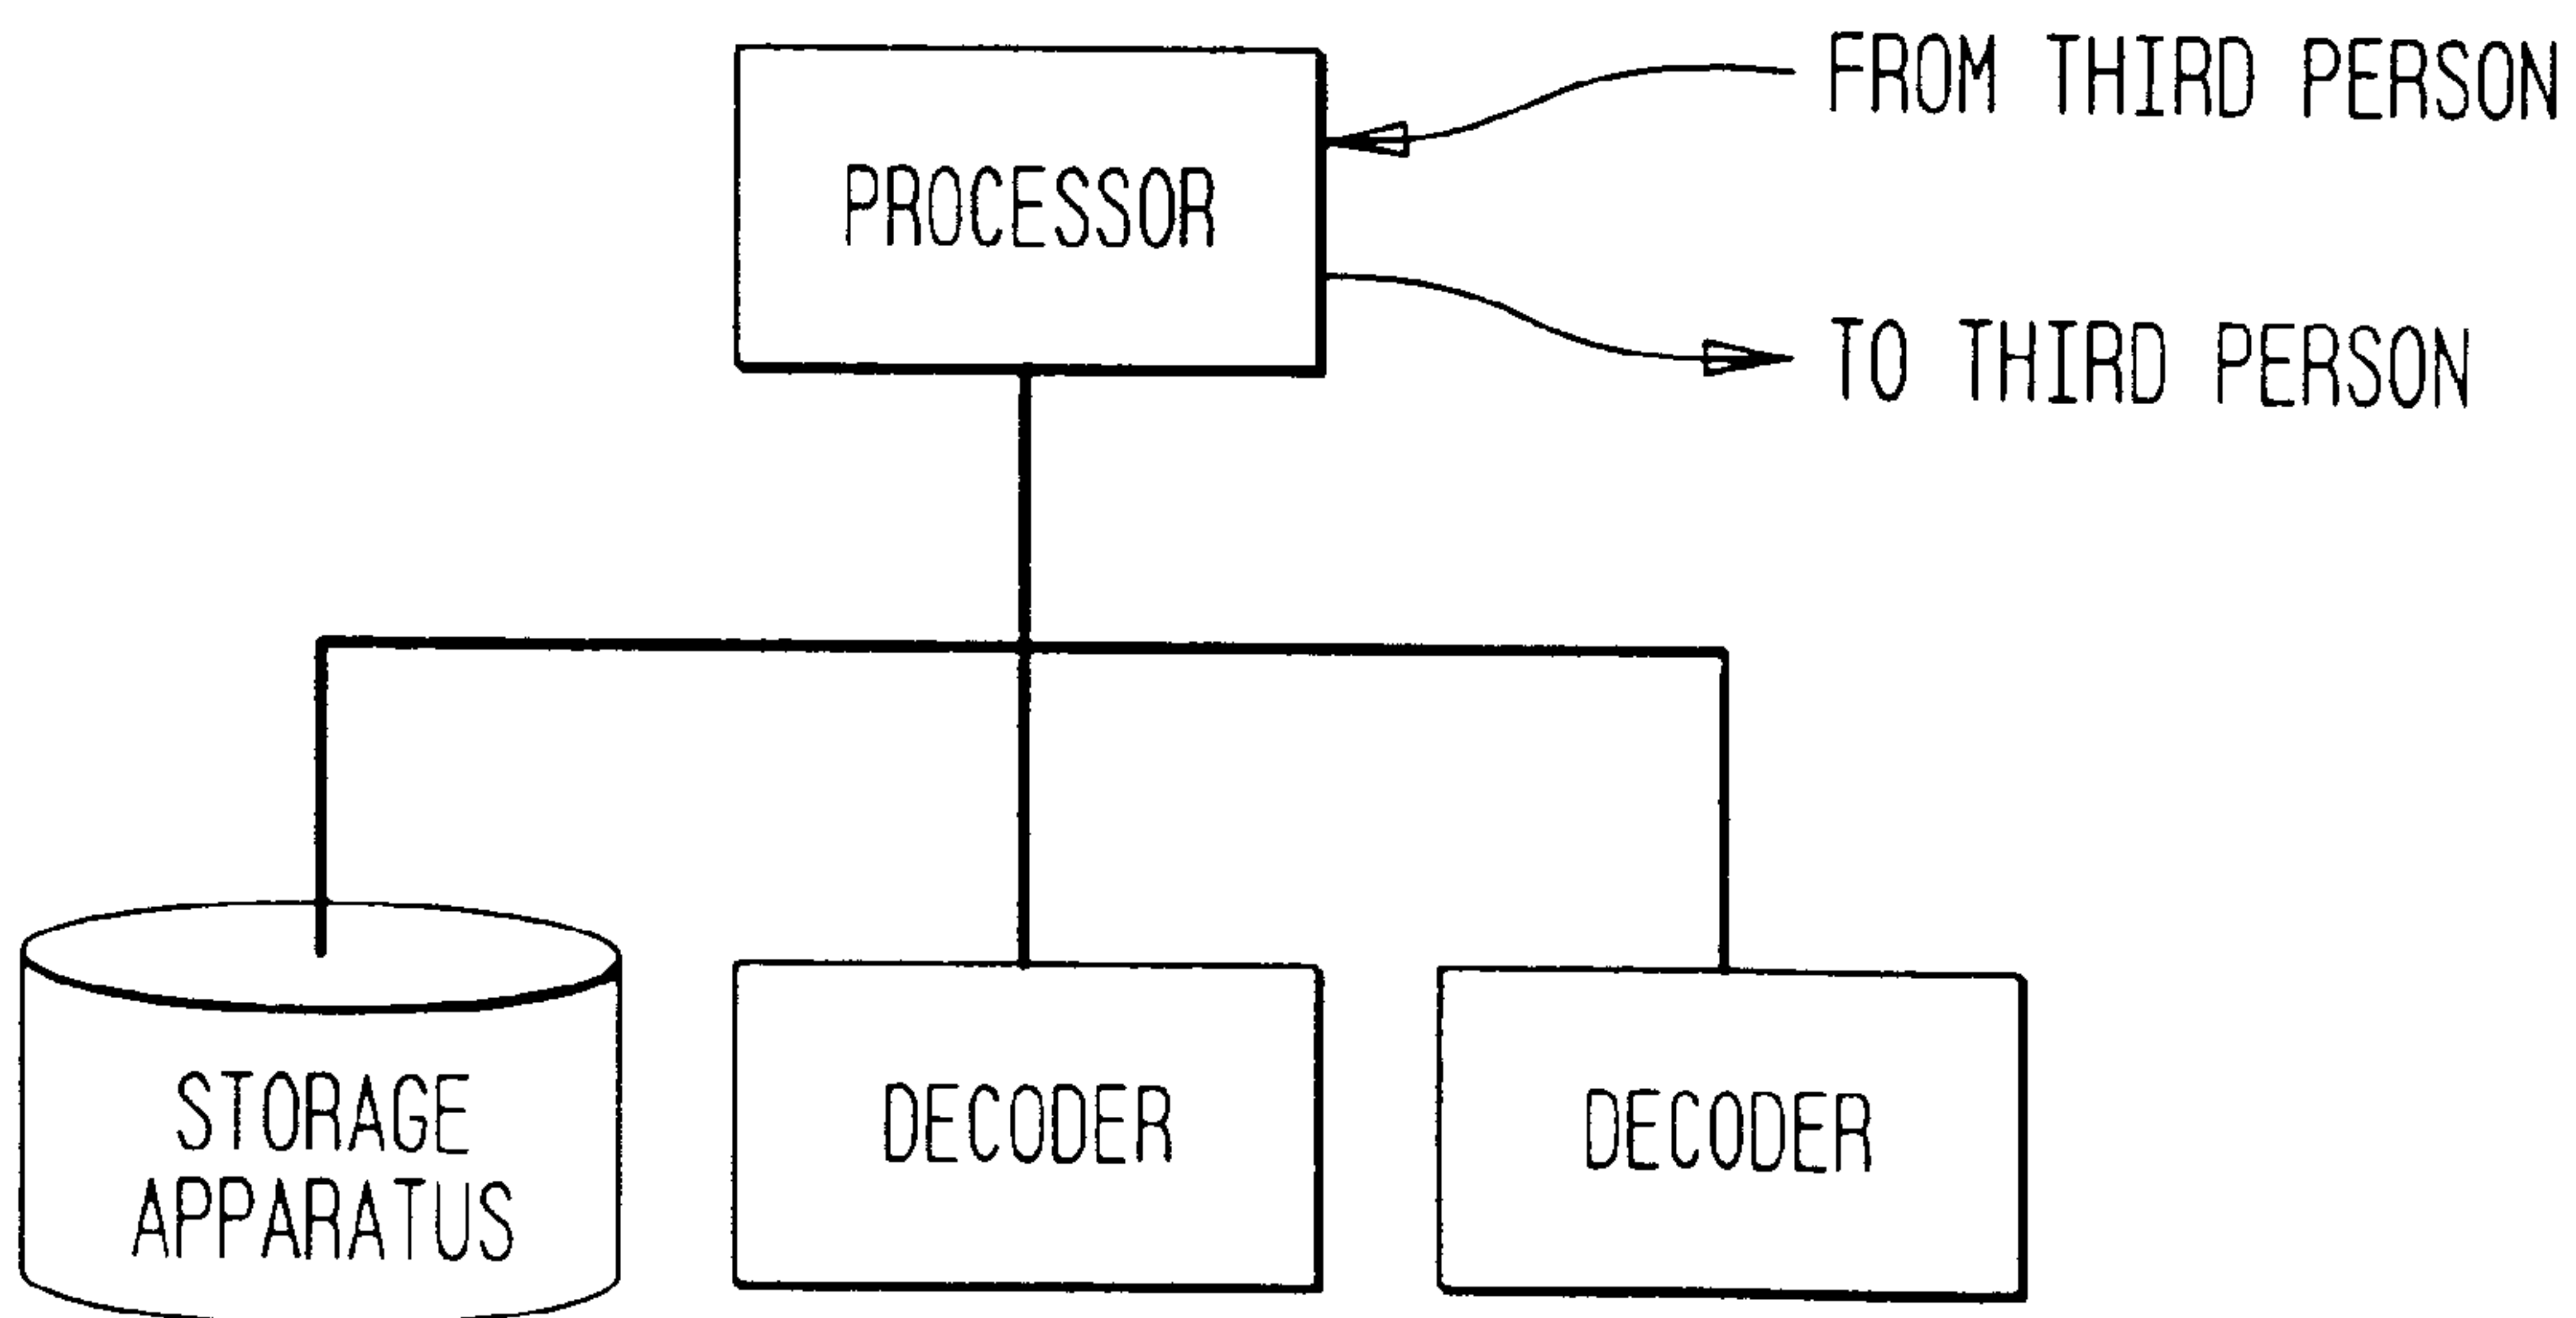 FROM THIRD PERSON
PROCESSOR
TO THIRD PERSON
STORAGE
APPARATUS
DECODER
DECODER